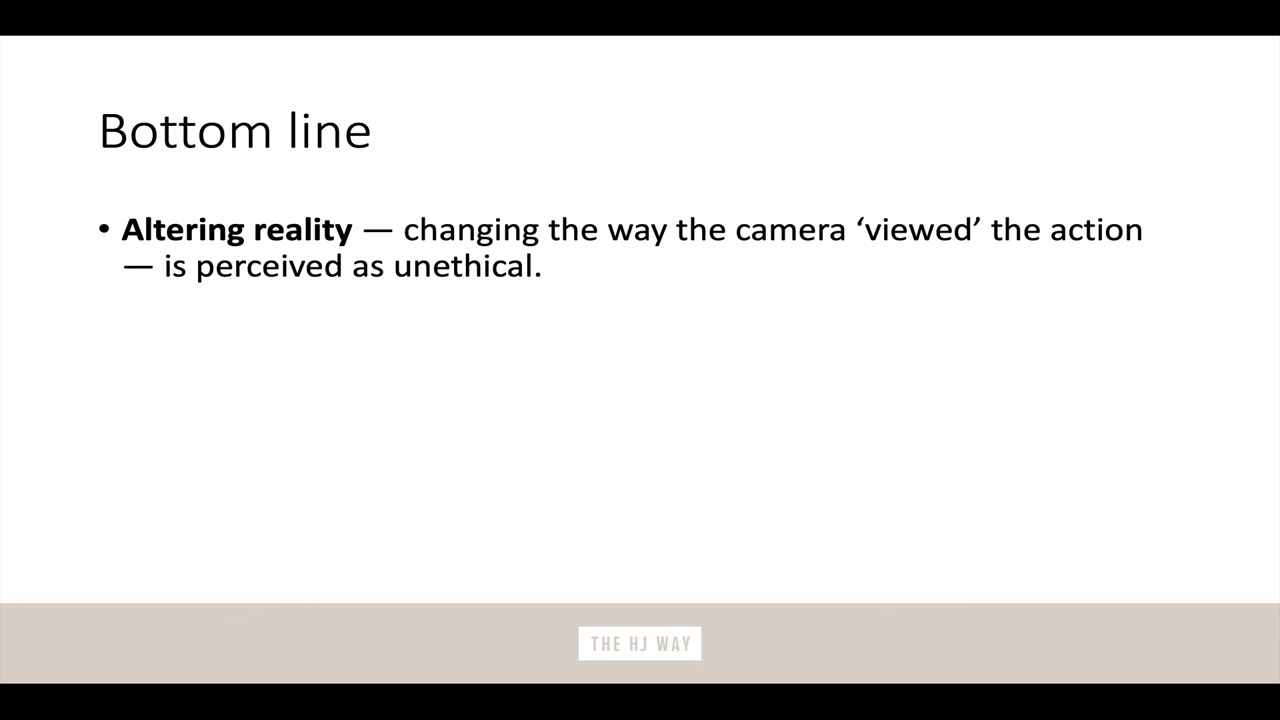 Bottom line
• Altering reality — changing the way the camera ‘viewed’ the action
— is perceived as unethical.
THE HJ WAY